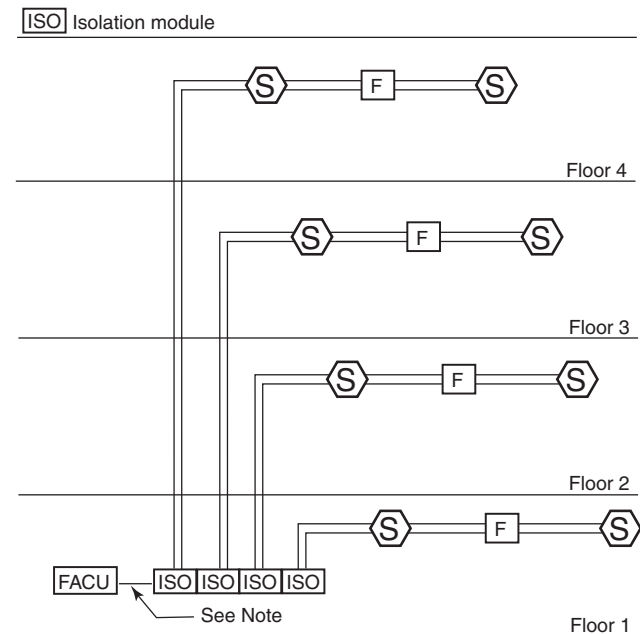 ISO Isolation module
S F S
Floor 4
S F S
Floor 3
S F S
Floor 2
S F S
FACU ISO ISO ISO ISO
See Note
Floor 1